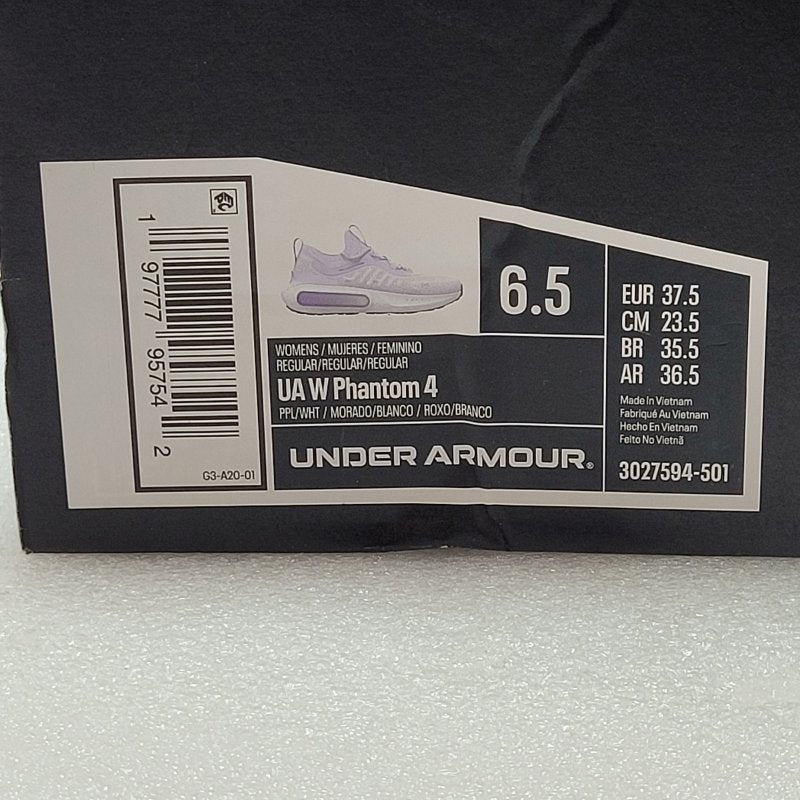 1 97777 95754 2
G3-A20-01
6.5
WOMENS / MUJERES / FEMININO
REGULAR/REGULAR/REGULAR
UA W Phantom 4
PPL/WHT / MORADO/BLANCO / ROXO/BRANCO
UNDER ARMOUR®
EUR 37.5
CM 23.5
BR 35.5
AR 36.5
Made In Vietnam
Fabriqué Au Vietnam
Hecho En Vietnam
Feito No Vietnã
3027594-501